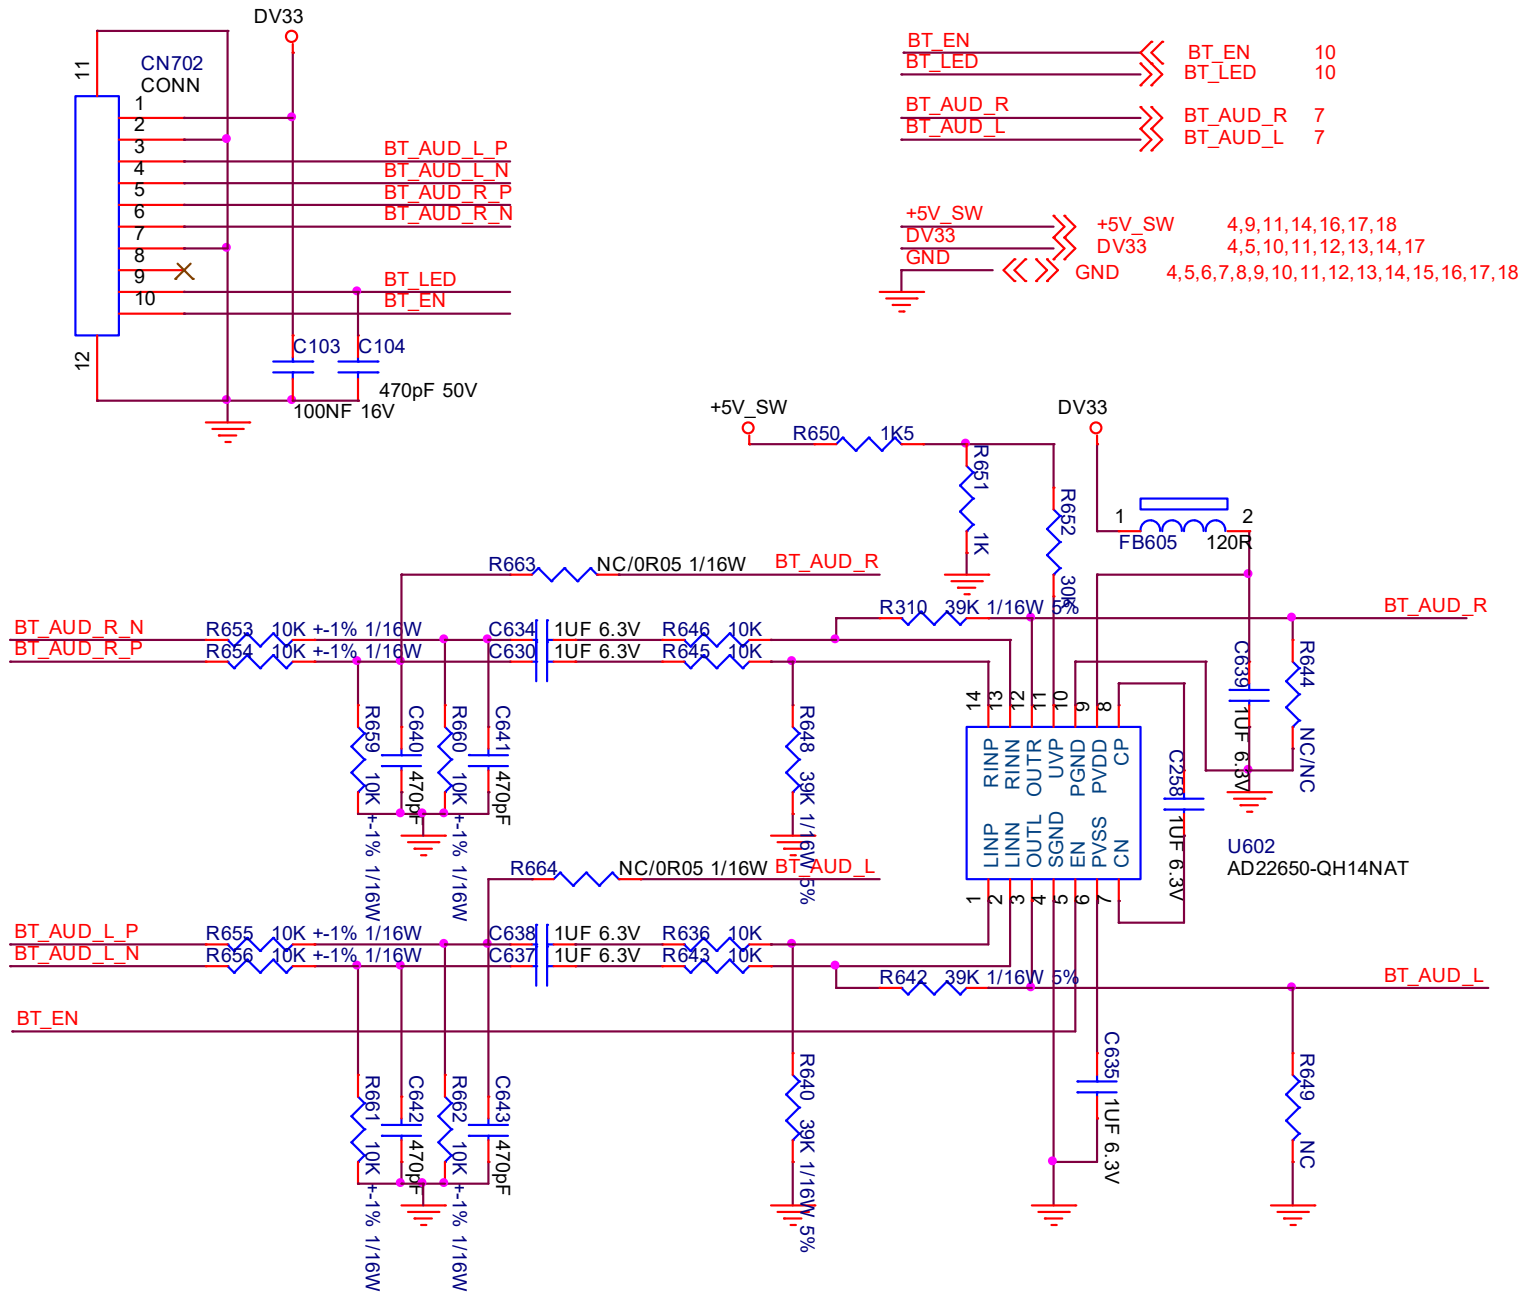 DV33
CN702
CONN
11
1
2
3
4
5
6
7
8
9
10
12
BT_AUD_L_P
BT_AUD_L_N
BT_AUD_R_P
BT_AUD_R_N
BT_LED
BT_EN
C103
C104
470pF 50V
100NF 16V
BT_EN BT_EN 10
BT_LED BT_LED 10
BT_AUD_R BT_AUD_R 7
BT_AUD_L BT_AUD_L 7
+5V_SW +5V_SW 4,9,11,14,16,17,18
DV33 DV33 4,5,10,11,12,13,14,17
GND GND 4,5,6,7,8,9,10,11,12,13,14,15,16,17,18
+5V_SW
R650 1K5
R651 1K
R652 30K
DV33
1 2
FB605 120R
R663 NC/0R05 1/16W BT_AUD_R
R310 39K 1/16W 5%
BT_AUD_R
BT_AUD_R_N R653 10K +-1% 1/16W C634 1UF 6.3V R646 10K
BT_AUD_R_P R654 10K +-1% 1/16W C630 1UF 6.3V R645 10K
R659 10K +-1% 1/16W
C640 470pF
R660 10K +-1% 1/16W
C641 470pF
R648 39K 1/16W 5%
C639 1UF 6.3V
R644 NC/NC
14 13 12 11 10 9 8
RINP RINN OUTR UVP PGND PVDD CP
LINP LINN OUTL SGND EN PVSS CN
1 2 3 4 5 6 7
C258 1UF 6.3V
U602
AD22650-QH14NAT
R664 NC/0R05 1/16W BT_AUD_L
BT_AUD_L_P R655 10K +-1% 1/16W C638 1UF 6.3V R636 10K
BT_AUD_L_N R656 10K +-1% 1/16W C637 1UF 6.3V R643 10K
R642 39K 1/16W 5%
BT_AUD_L
BT_EN
R661 10K +-1% 1/16W
C642 470pF
R662 10K +-1% 1/16W
C643 470pF
R640 39K 1/16W 5%
C635 1UF 6.3V
R649 NC